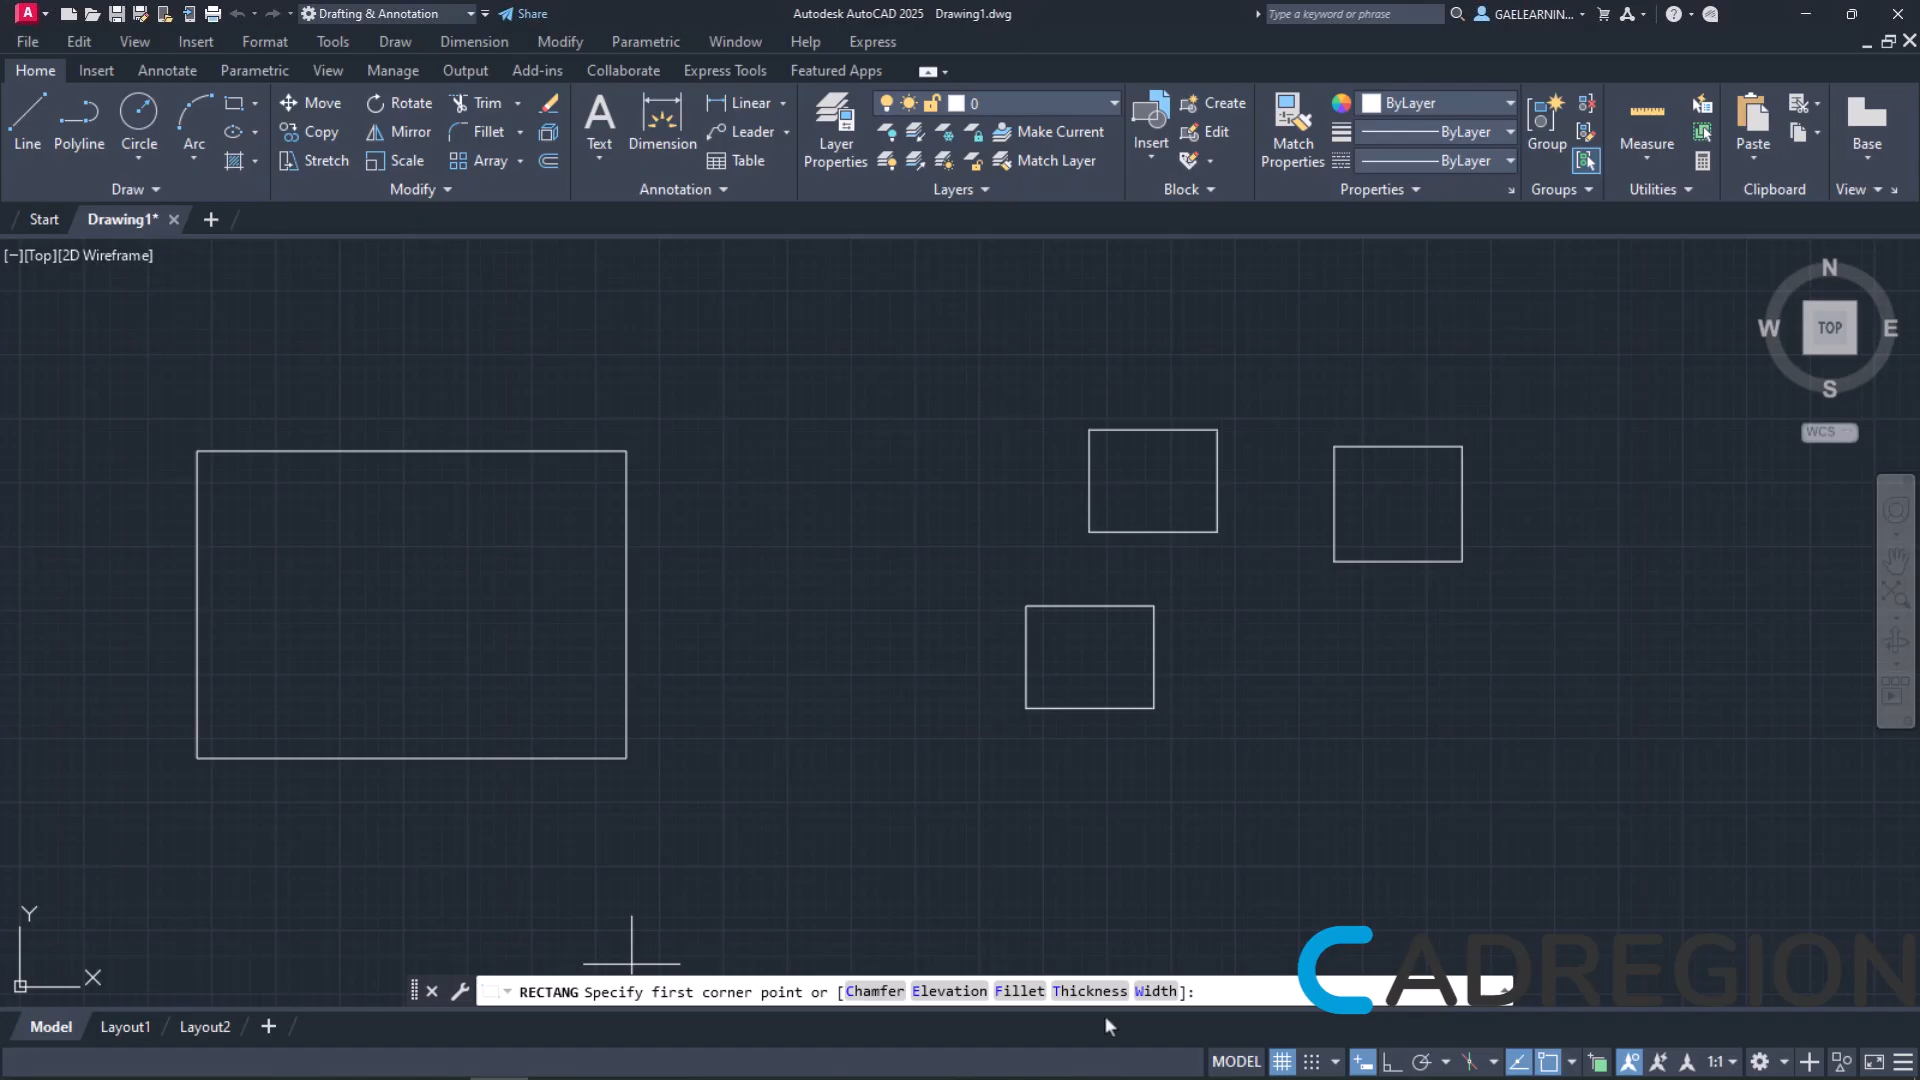 A Drafting & Annotation Share Autodesk AutoCAD 2025 Drawing1.dwg Type a keyword or phrase GAELEARNIN...
File Edit View Insert Format Tools Draw Dimension Modify Parametric Window Help Express
Home Insert Annotate Parametric View Manage Output Add-ins Collaborate Express Tools Featured Apps
Line Polyline Circle Arc
Draw
Move Rotate Trim
Copy Mirror Fillet
Stretch Scale Array
Modify
Text Dimension
Linear
Leader
Table
Annotation
Layer Properties
0
Make Current
Match Layer
Layers
Insert
Create
Edit
Block
Match Properties
ByLayer
ByLayer
ByLayer
Properties
Group
Groups
Measure
Utilities
Paste
Clipboard
Base
View
Start Drawing1*
[−][Top][2D Wireframe]
N
W TOP E
S
WCS
Y
X
RECTANG Specify first corner point or [Chamfer Elevation Fillet Thickness Width]:
CADREGION
Model Layout1 Layout2
MODEL 1:1